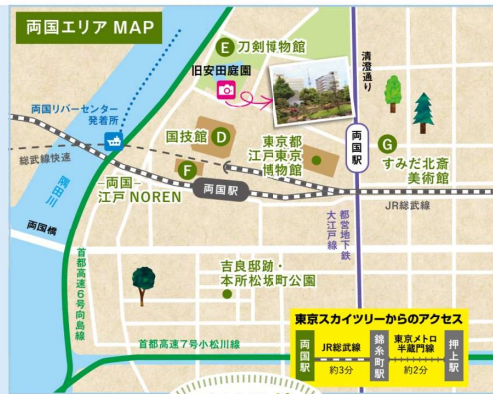 両国エリア MAP
E 刀剣博物館
旧安田庭園
清澄通り
両国リバーセンター
発着所
国技館 D
総武線快速
東京都
江戸東京
博物館
両国駅
G
すみだ北斎
美術館
F
-両国-
江戸 NOREN
両国駅
JR総武線
隅田川
両国橋
都営地下鉄
大江戸線
首都高速6号向島線
吉良邸跡・
本所松坂町公園
首都高速7号小松川線
東京スカイツリーからのアクセス
両国駅
JR総武線
約3分
錦糸町駅
東京メトロ
半蔵門線
約2分
押上駅